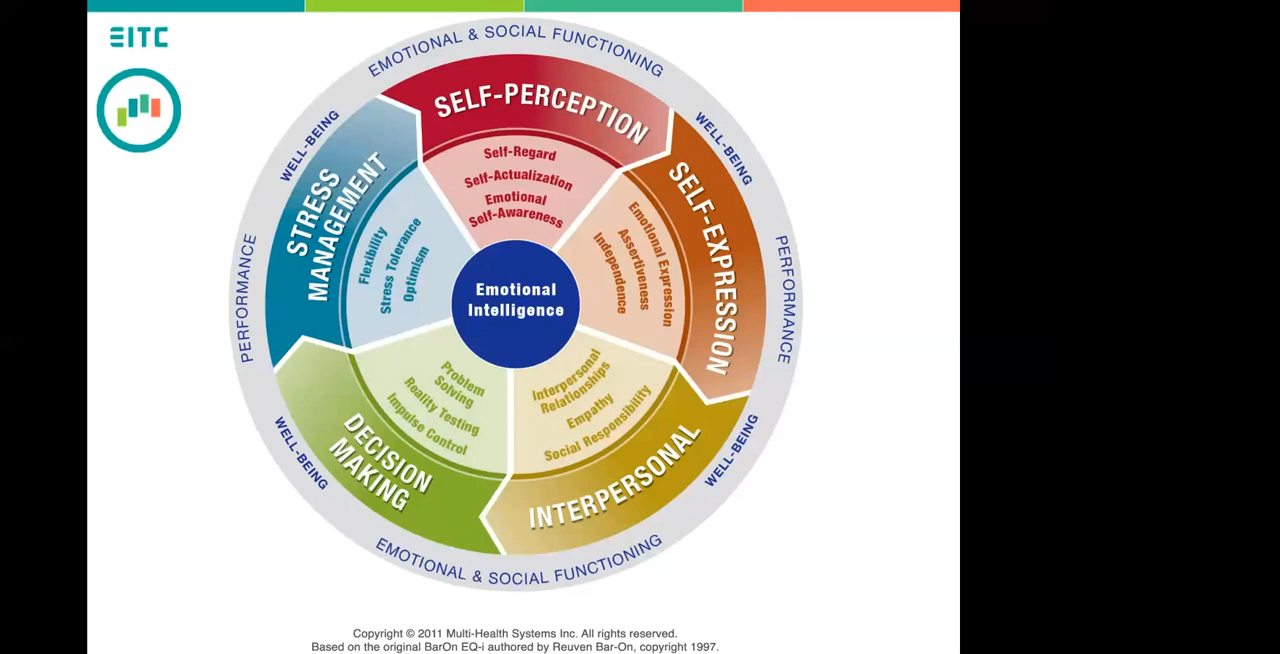 EITC
EMOTIONAL & SOCIAL FUNCTIONING
WELL-BEING
WELL-BEING
PERFORMANCE
PERFORMANCE
WELL-BEING
WELL-BEING
EMOTIONAL & SOCIAL FUNCTIONING
SELF-PERCEPTION
Self-Regard
Self-Actualization
Emotional
Self-Awareness
SELF-EXPRESSION
Emotional Expression
Assertiveness
Independence
INTERPERSONAL
Interpersonal
Relationships
Empathy
Social Responsibility
DECISION
MAKING
Problem
Solving
Reality Testing
Impulse Control
STRESS
MANAGEMENT
Flexibility
Stress Tolerance
Optimism
Emotional
Intelligence
Copyright © 2011 Multi-Health Systems Inc. All rights reserved.
Based on the original BarOn EQ-i authored by Reuven Bar-On, copyright 1997.